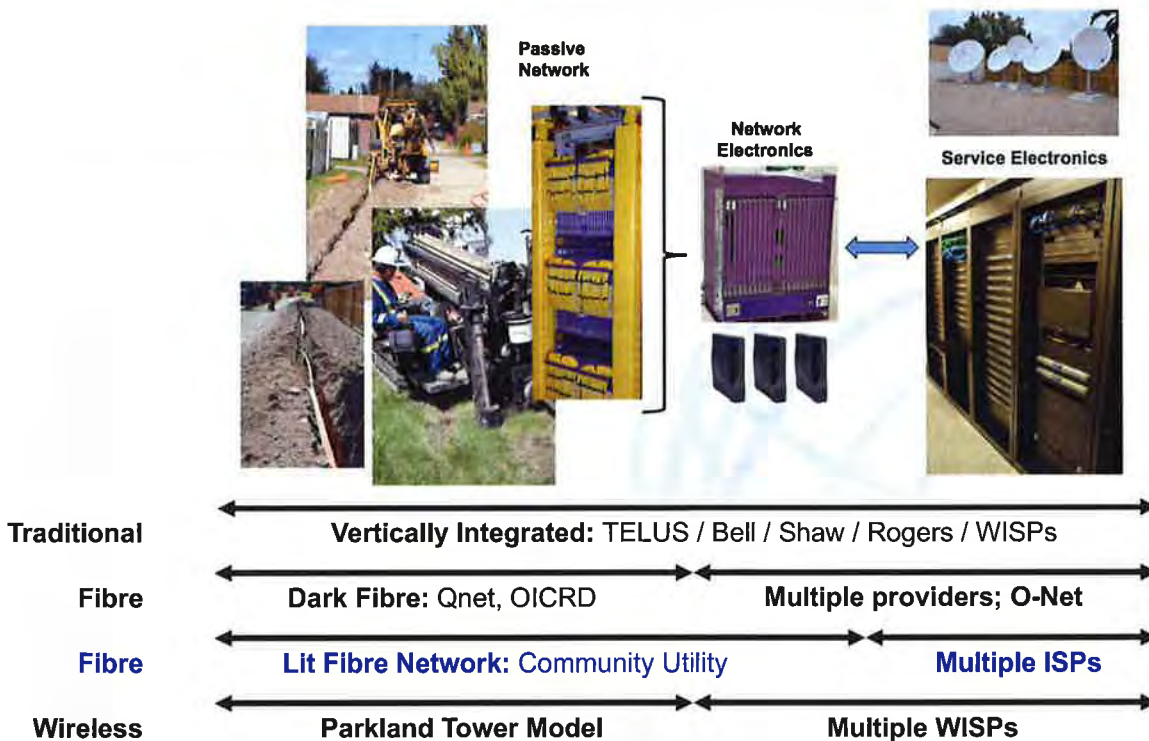 Passive
Network
Network
Electronics
Service Electronics
Traditional
Vertically Integrated: TELUS / Bell / Shaw / Rogers / WISPs
Fibre
Dark Fibre: Qnet, OICRD
Multiple providers; O-Net
Fibre
Lit Fibre Network: Community Utility
Multiple ISPs
Wireless
Parkland Tower Model
Multiple WISPs